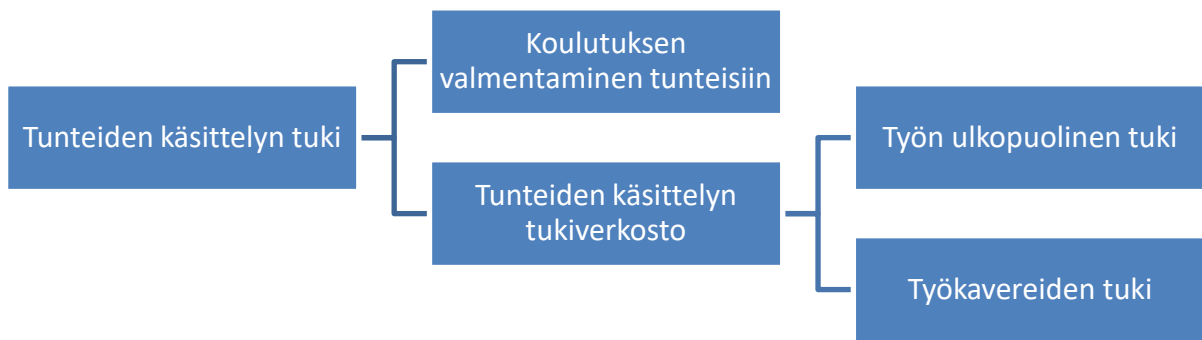 Koulutuksen
valmentaminen tunteisiin
Tunteiden käsittelyn tuki
Työn ulkopuolinen tuki
Tunteiden käsittelyn
tukiverkosto
Työkavereiden tuki